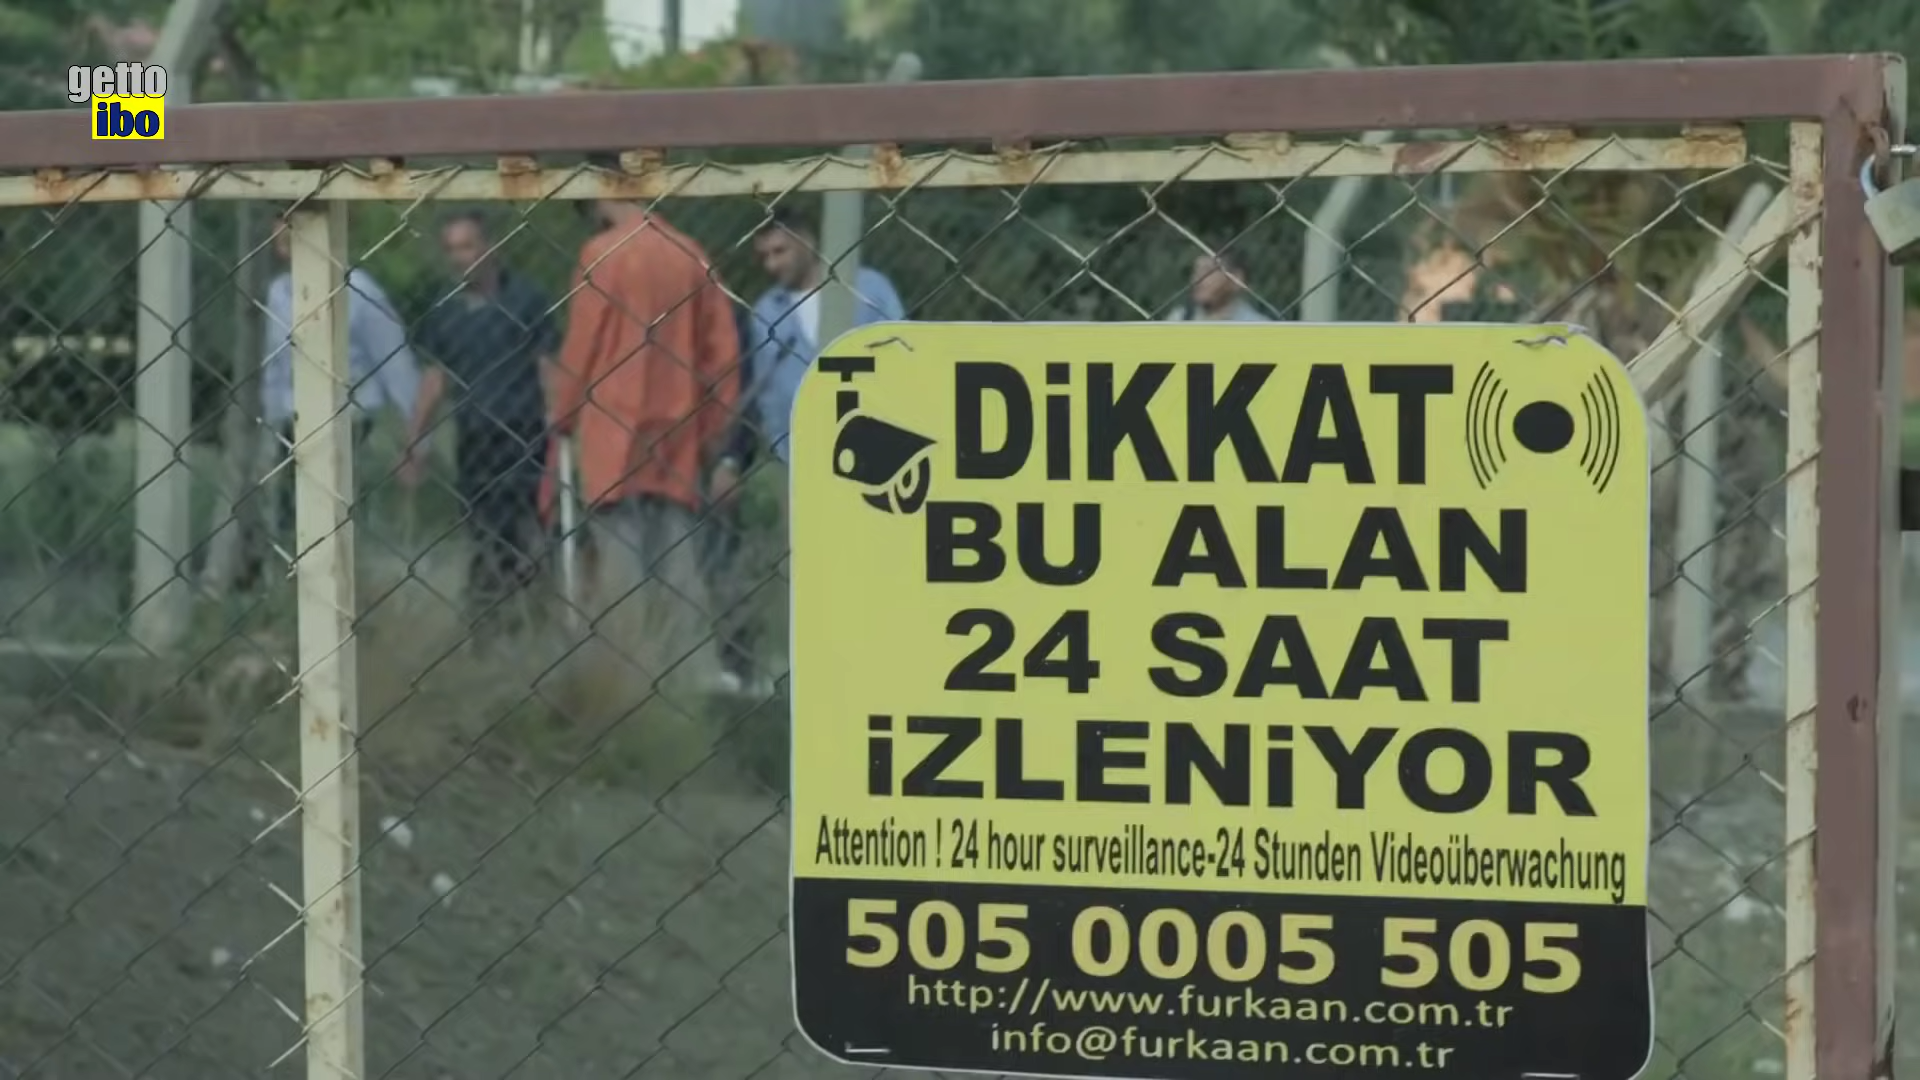 getto
ibo
DiKKAT
BU ALAN
24 SAAT
iZLENiYOR
Attention ! 24 hour surveillance-24 Stunden Videoüberwachung
505 0005 505
http://www.furkaan.com.tr
info@furkaan.com.tr